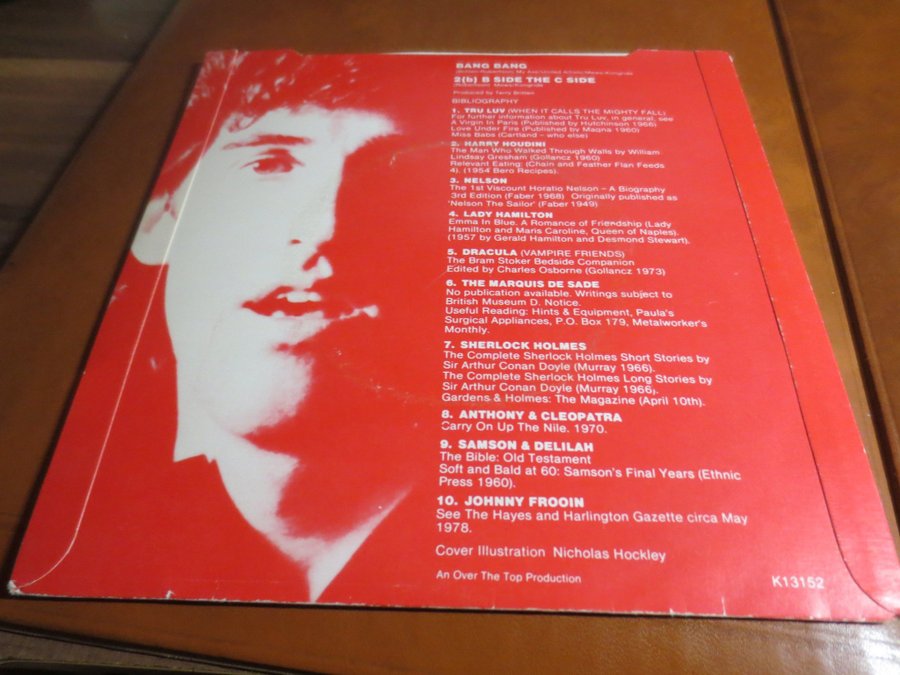 BANG BANG
2(b) B SIDE THE C SIDE
Produced by Terry Britten
BIBLIOGRAPHY
1. TRU LUV (WHEN IT CALLS THE MIGHTY FALL)
For further information about Tru Luv, in general, see
A Virgin In Paris (Published by Hutchinson 1966)
Love Under Fire (Published by Magna 1960)
Miss Babs (Cartland – who else)
2. HARRY HOUDINI
The Man Who Walked Through Walls by William
Lindsay Gresham (Gollancz 1960)
Relevant Eating: (Chain and Feather Flan Feeds
4). (1954 Bero Recipes).
3. NELSON
The 1st Viscount Horatio Nelson – A Biography
3rd Edition (Faber 1968) Originally published as
'Nelson The Sailor' (Faber 1949)
4. LADY HAMILTON
Emma In Blue. A Romance of Friendship (Lady
Hamilton and Maris Caroline, Queen of Naples).
(1957 by Gerald Hamilton and Desmond Stewart).
5. DRACULA (VAMPIRE FRIENDS)
The Bram Stoker Bedside Companion
Edited by Charles Osborne (Gollancz 1973)
6. THE MARQUIS DE SADE
No publication available. Writings subject to
British Museum D. Notice.
Useful Reading: Hints & Equipment, Paula's
Surgical Appliances, P.O. Box 179, Metalworker's
Monthly.
7. SHERLOCK HOLMES
The Complete Sherlock Holmes Short Stories by
Sir Arthur Conan Doyle (Murray 1966).
The Complete Sherlock Holmes Long Stories by
Sir Arthur Conan Doyle (Murray 1966).
Gardens & Holmes: The Magazine (April 10th).
8. ANTHONY & CLEOPATRA
Carry On Up The Nile. 1970.
9. SAMSON & DELILAH
The Bible: Old Testament
Soft and Bald at 60: Samson's Final Years (Ethnic
Press 1960).
10. JOHNNY FROOIN
See The Hayes and Harlington Gazette circa May
1978.
Cover Illustration Nicholas Hockley
An Over The Top Production
K13152